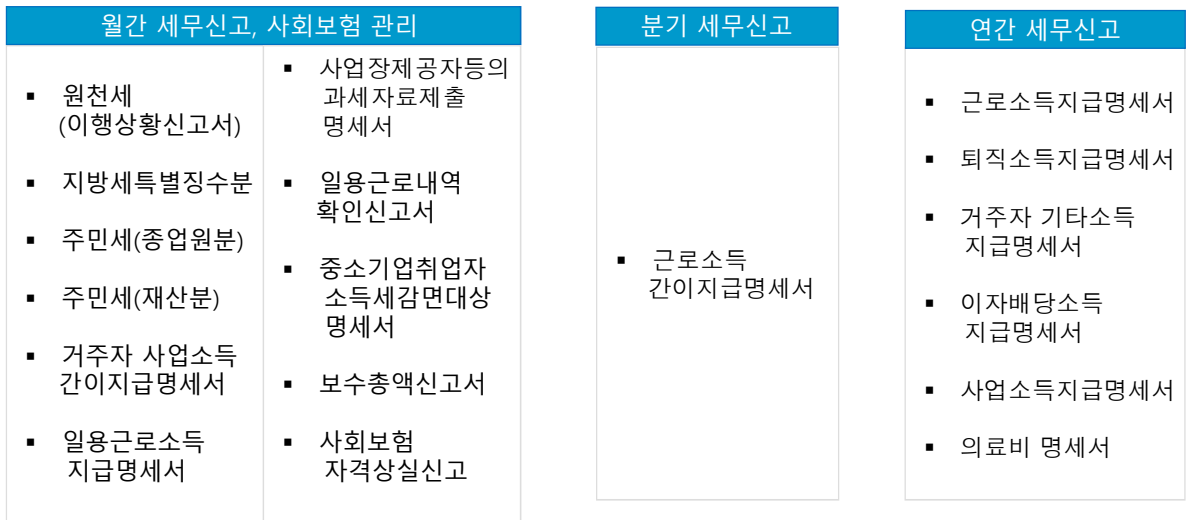 월간 세무신고, 사회보험 관리
▪ 원천세
(이행상황신고서)
▪ 지방세특별징수분
▪ 주민세(종업원분)
▪ 주민세(재산분)
▪ 거주자 사업소득
간이지급명세서
▪ 일용근로소득
지급명세서
▪ 사업장제공자등의
과세자료제출
명세서
▪ 일용근로내역
확인신고서
▪ 중소기업취업자
소득세감면대상
명세서
▪ 보수총액신고서
▪ 사회보험
자격상실신고
분기 세무신고
▪ 근로소득
간이지급명세서
연간 세무신고
▪ 근로소득지급명세서
▪ 퇴직소득지급명세서
▪ 거주자 기타소득
지급명세서
▪ 이자배당소득
지급명세서
▪ 사업소득지급명세서
▪ 의료비 명세서